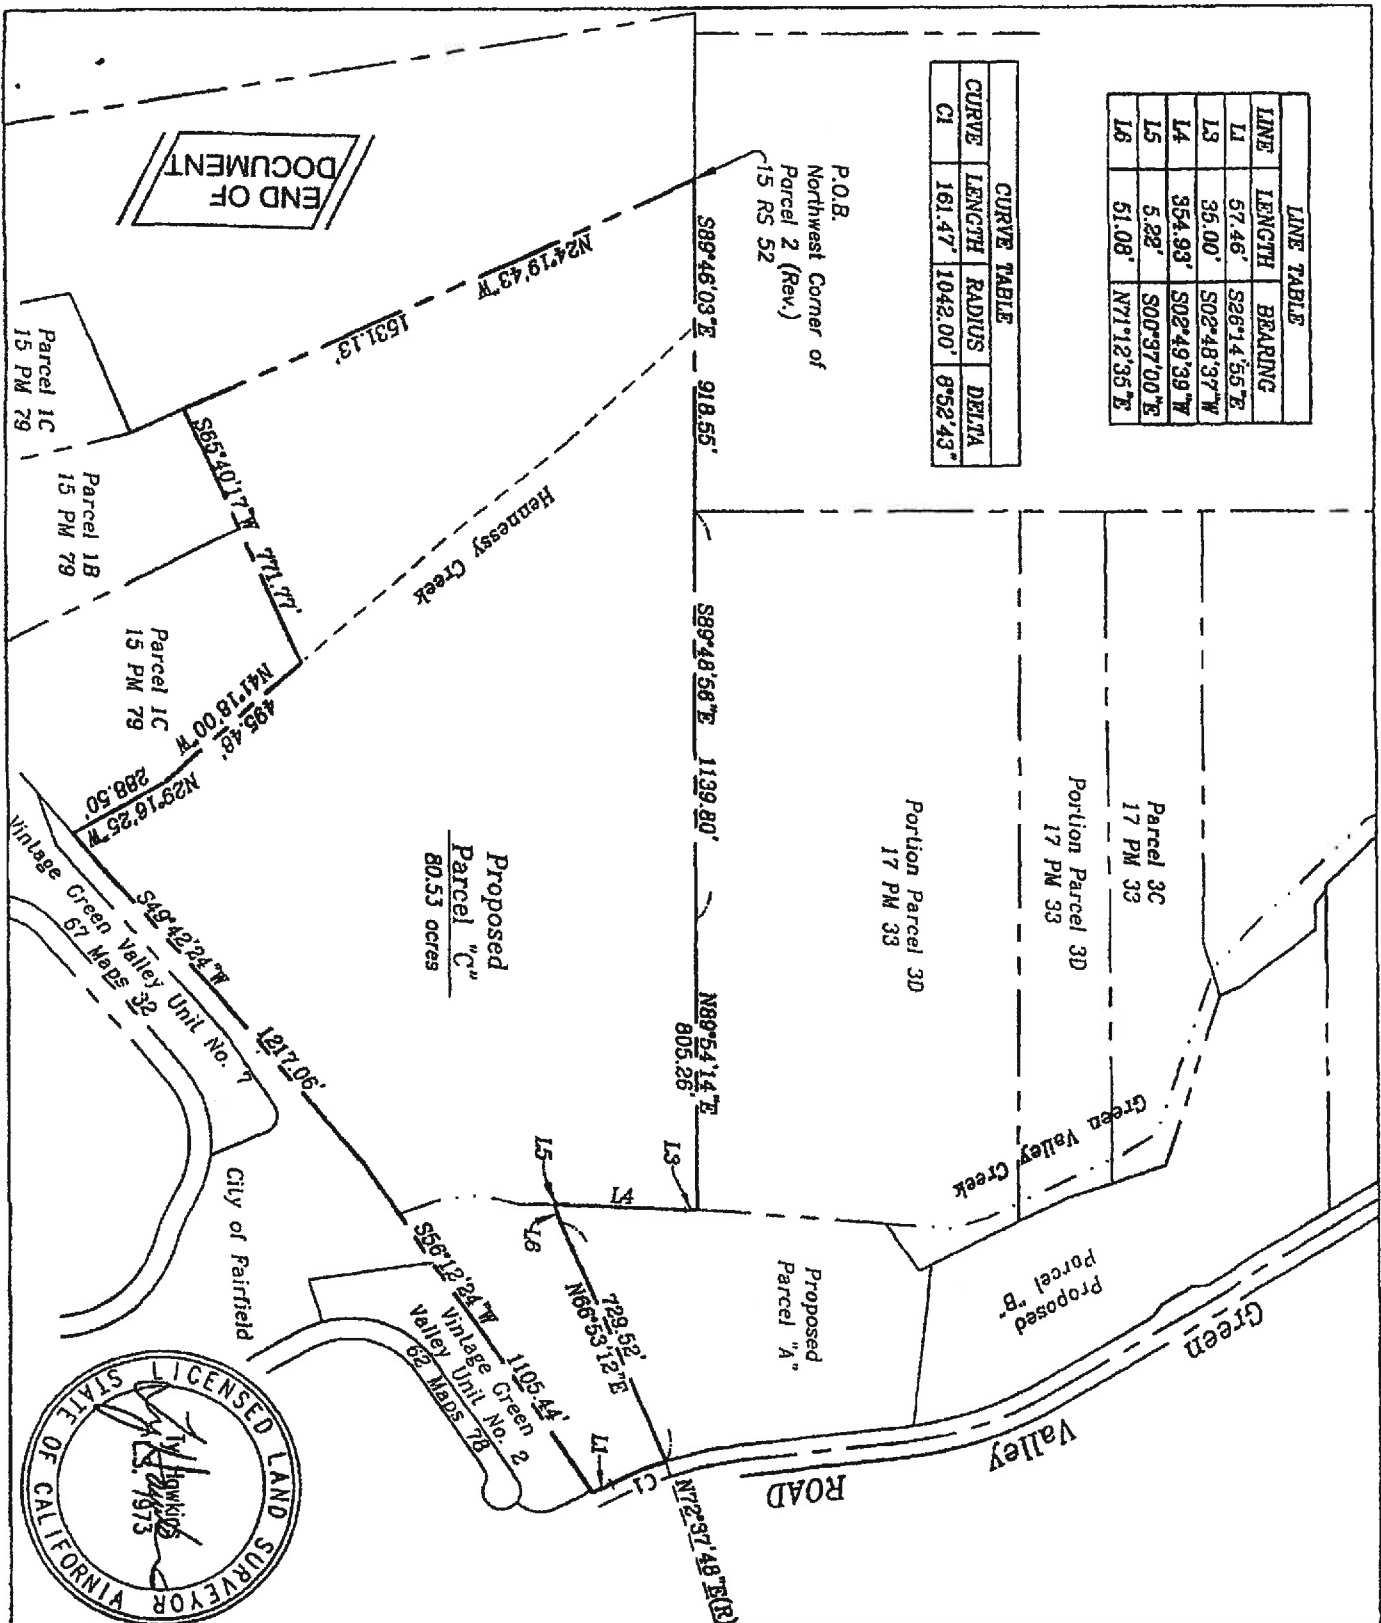 LINE TABLE
LINE LENGTH BEARING
L1 57.46' S26°14'55"E
L3 35.00' S02°48'37"W
L4 354.93' S02°49'39"W
L5 5.22' S00°37'00"E
L6 51.08' N71°12'35"E
CURVE TABLE
CURVE LENGTH RADIUS DELTA
C1 161.47' 1042.00' 8°52'43"
P.O.B.
Northwest Corner of
Parcel 2 (Rev.)
15 RS 52
Parcel 3C
17 PM 33
Portion Parcel 3D
17 PM 33
Portion Parcel 3D
17 PM 33
Green Valley Creek
Proposed
Parcel "B"
Green
Valley
ROAD
Proposed
Parcel "A"
S89°46'03"E 918.55'
S89°48'58"E 1139.80'
N89°54'14"E
805.26'
L3
L4
L5
L6
729.52'
N66°53'12"E
N72°37'48"E(R)
C1
L1
Hennessy Creek
Proposed
Parcel "C"
80.53 acres
N24°19'43"W
1531.13'
S65°40'17"W 771.77'
495.48'
N41°18'00"W
N29°16'25"W
288.50'
S49°42'24"W 1217.06'
S56°12'24"W 1105.44'
Vintage Green
Valley Unit No. 2
62 Maps 78
Vintage Green Valley Unit No. 7
67 Maps 32
City of Fairfield
Parcel 1C
15 PM 79
Parcel 1B
15 PM 79
Parcel 1C
15 PM 79
END OF
DOCUMENT
LICENSED LAND SURVEYOR
STATE OF CALIFORNIA
Ty Hawkins
L.S. 7973